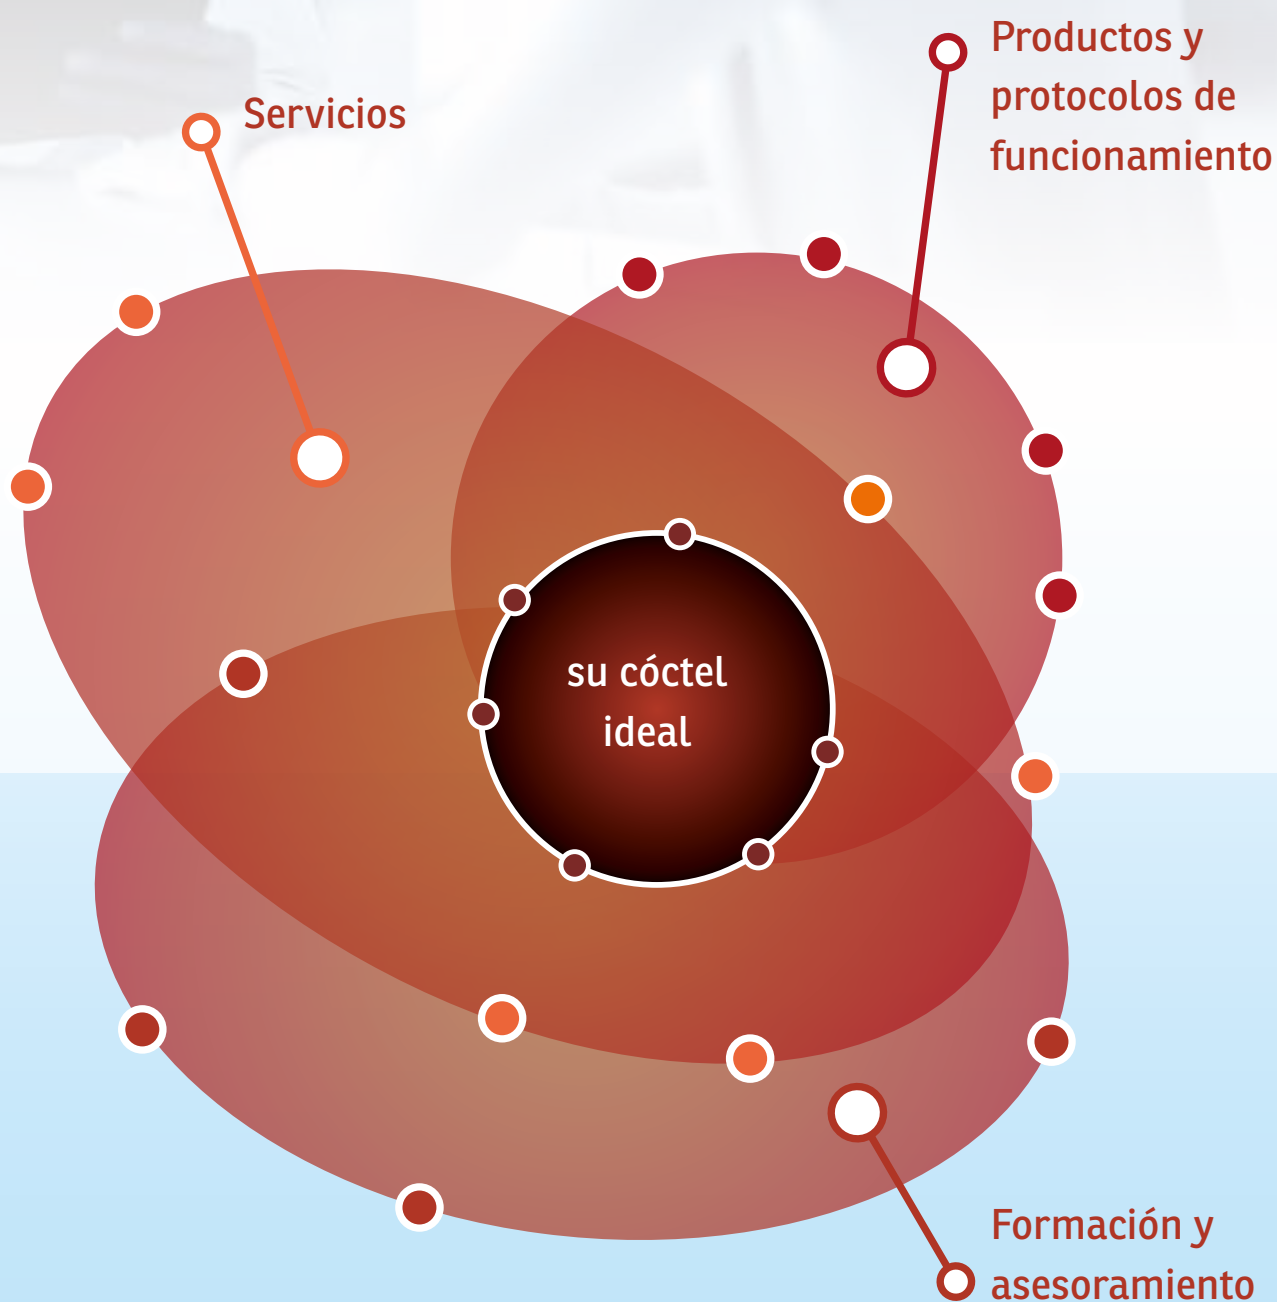 Servicios
Productos y
protocolos de
funcionamiento
su cóctel
ideal
Formación y
asesoramiento